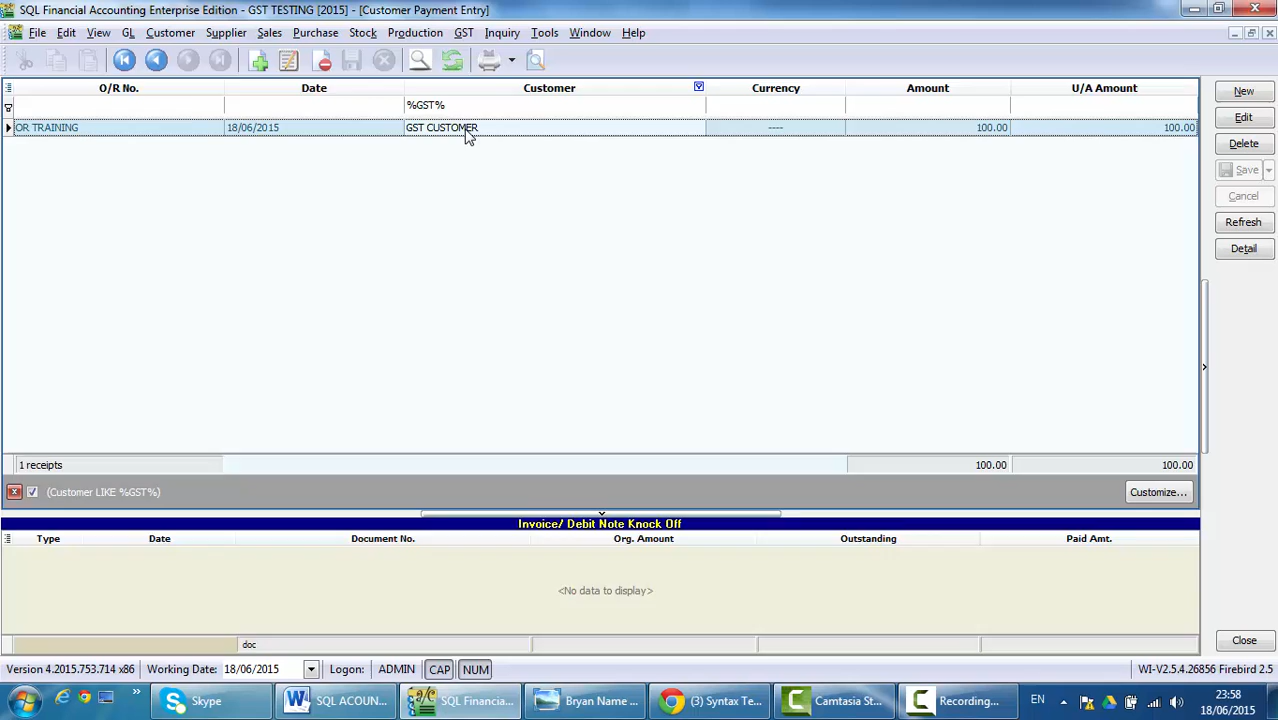 SQL Financial Accounting Enterprise Edition - GST TESTING [2015] - [Customer Payment Entry]
File Edit View GL Customer Supplier Sales Purchase Stock Production GST Inquiry Tools Window Help
O/R No. Date Customer Currency Amount U/A Amount
%GST%
OR TRAINING 18/06/2015 GST CUSTOMER ---- 100.00 100.00
New
Edit
Delete
Save
Cancel
Refresh
Detail
1 receipts 100.00 100.00
(Customer LIKE %GST%) Customize...
Invoice/ Debit Note Knock Off
Type Date Document No. Org. Amount Outstanding Paid Amt.
<No data to display>
doc
Close
Version 4.2015.753.714 x86 Working Date: 18/06/2015 Logon: ADMIN CAP NUM WI-V2.5.4.26856 Firebird 2.5
Skype SQL ACOUN... SQL Financia... Bryan Name ... (3) Syntax Te... Camtasia St... Recording... EN 23:58
18/06/2015